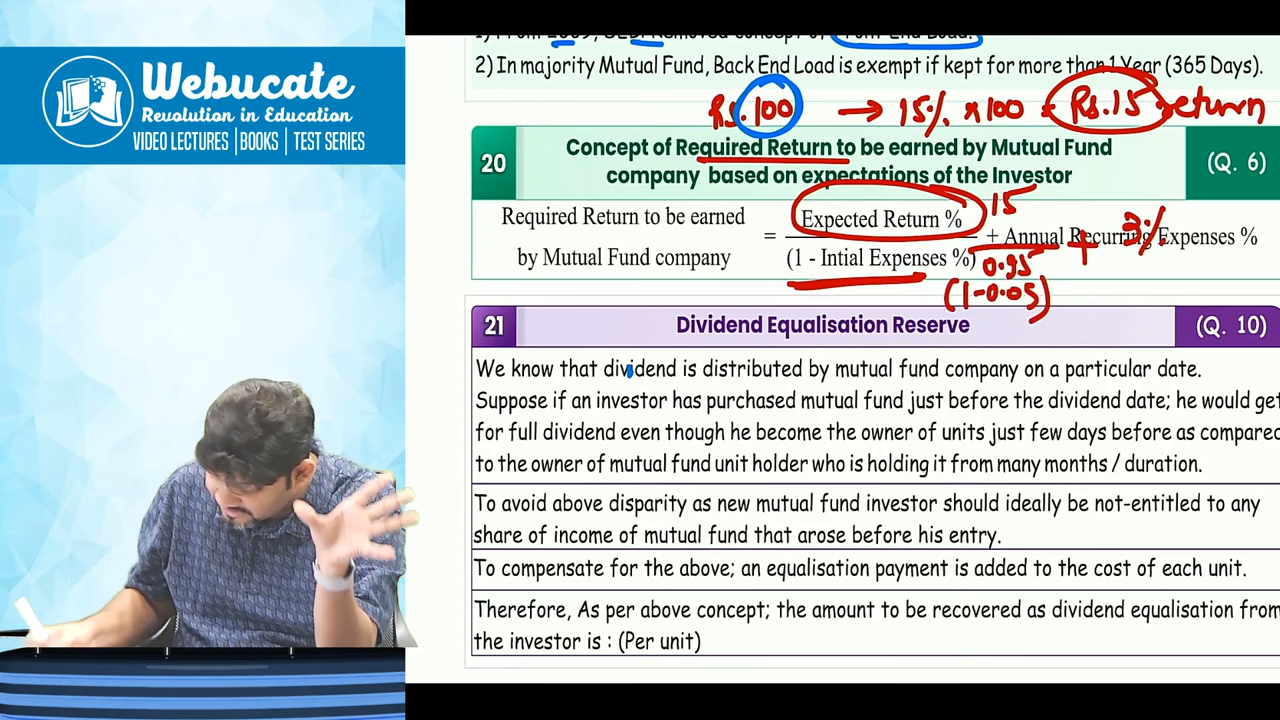 Webucate
Revolution in Education
VIDEO LECTURES | BOOKS | TEST SERIES
2) In majority Mutual Fund, Back End Load is exempt if kept for more than 1 Year (365 Days).
Rs. 100 → 15% × 100 = Rs. 15 return
20 Concept of Required Return to be earned by Mutual Fund company based on expectations of the Investor (Q. 6)
Required Return to be earned
by Mutual Fund company
= Expected Return %
(1 - Intial Expenses %)
+ Annual Recurring Expenses %
15
0.95
+ 3%
(1-0.05)
21 Dividend Equalisation Reserve (Q. 10)
We know that dividend is distributed by mutual fund company on a particular date.
Suppose if an investor has purchased mutual fund just before the dividend date; he would get
for full dividend even though he become the owner of units just few days before as compared
to the owner of mutual fund unit holder who is holding it from many months / duration.
To avoid above disparity as new mutual fund investor should ideally be not-entitled to any
share of income of mutual fund that arose before his entry.
To compensate for the above; an equalisation payment is added to the cost of each unit.
Therefore, As per above concept; the amount to be recovered as dividend equalisation from
the investor is : (Per unit)